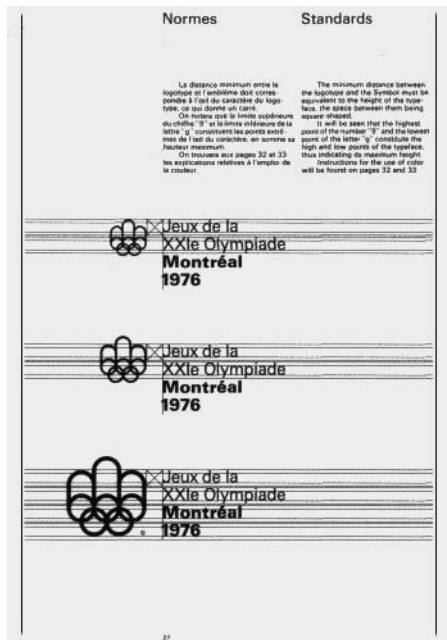 Normes
Standards
La distance minimum entre le
logotype et l'emblème doit corres-
pondre à l'œil du caractère du logo-
type, ce qui donne un carré.
On notera que la limite supérieure
du chiffre "9" et la limite inférieure de la
lettre "g" constituent les points extrê-
mes de l'œil du caractère, en somme sa
hauteur maximum.
On trouvera aux pages 32 et 33
les explications relatives à l'emploi de
la couleur.
The minimum distance between
the logotype and the Symbol must be
equivalent to the height of the type-
face, the space between them being
square-shaped.
It will be seen that the highest
point of the number "9" and the lowest
point of the letter "g" constitute the
high and low points of the typeface,
thus indicating its maximum height.
Instructions for the use of color
will be found on pages 32 and 33
Jeux de la
XXIe Olympiade
Montréal
1976
Jeux de la
XXIe Olympiade
Montréal
1976
Jeux de la
XXIe Olympiade
Montréal
1976
27